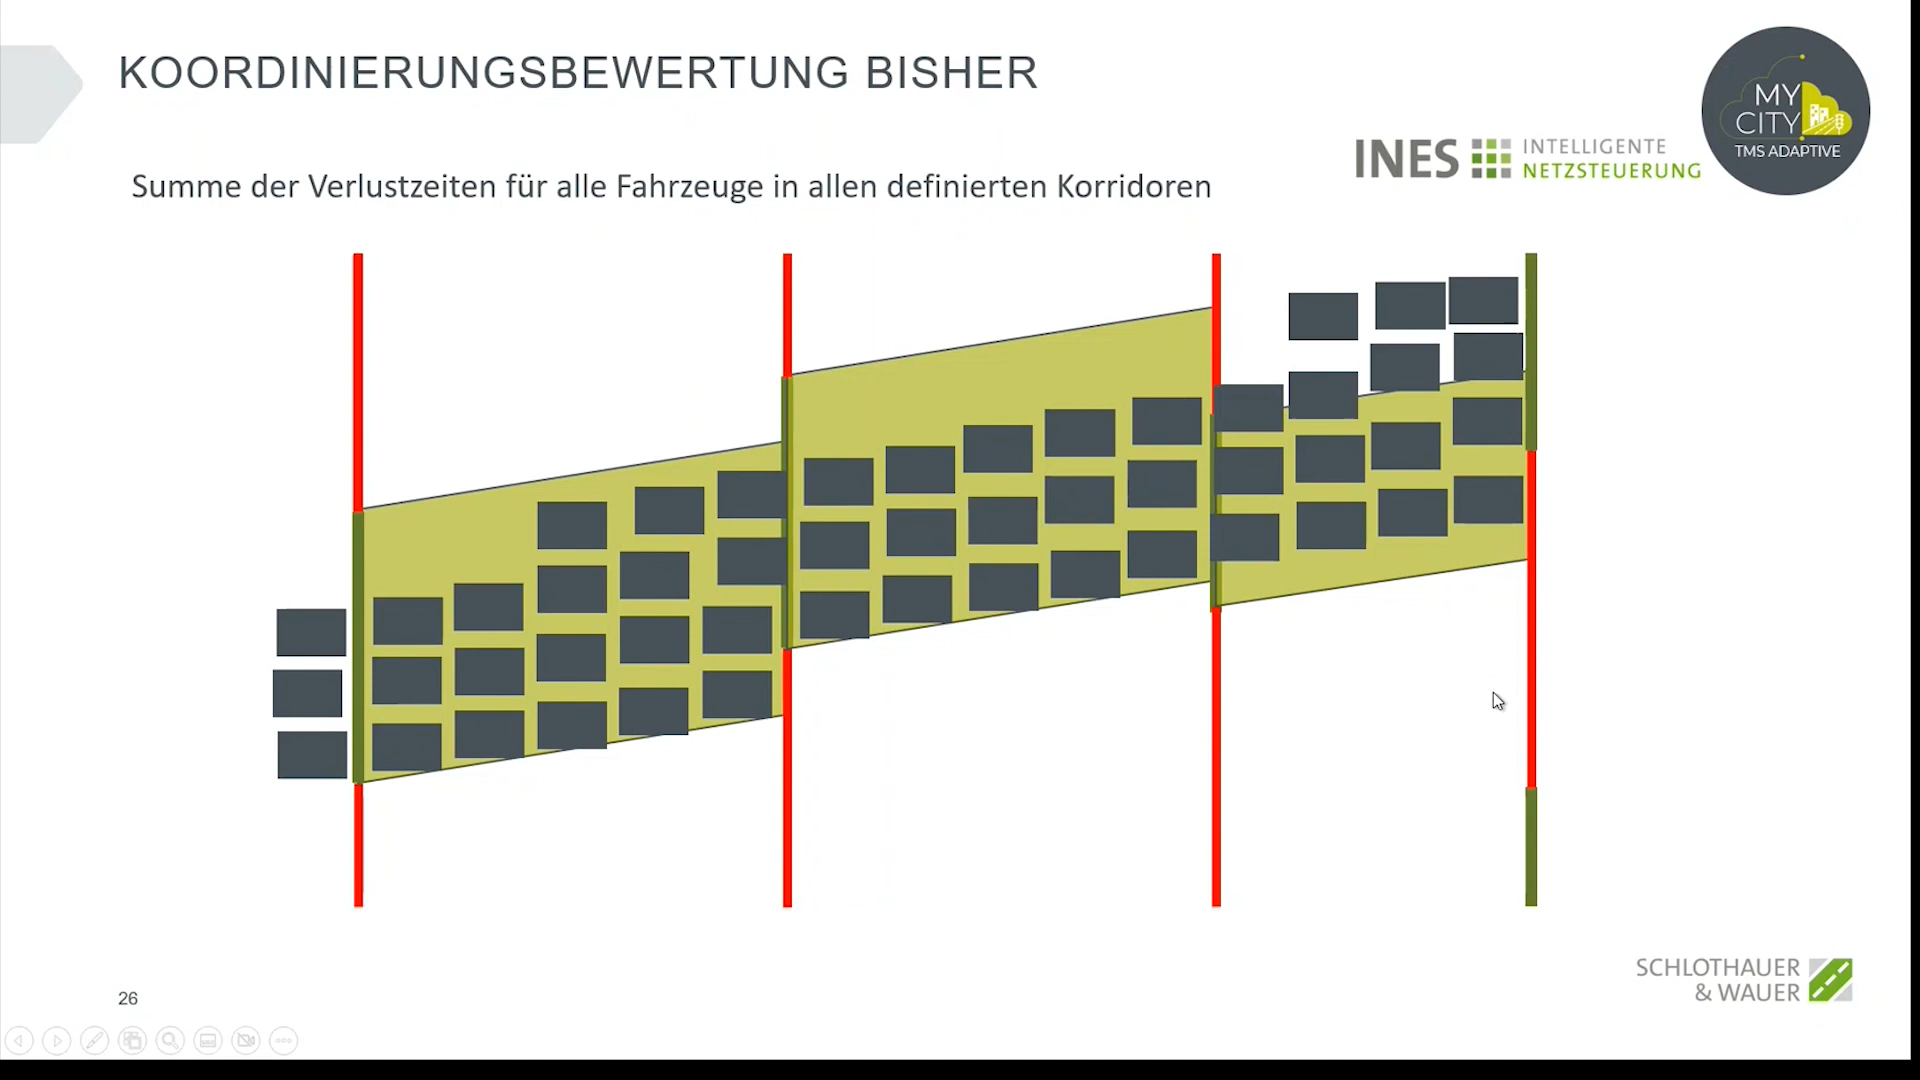 KOORDINIERUNGSBEWERTUNG BISHER
MY
CITY
TMS ADAPTIVE
INES
INTELLIGENTE
NETZSTEUERUNG
Summe der Verlustzeiten für alle Fahrzeuge in allen definierten Korridoren
SCHLOTHAUER
& WAUER
26